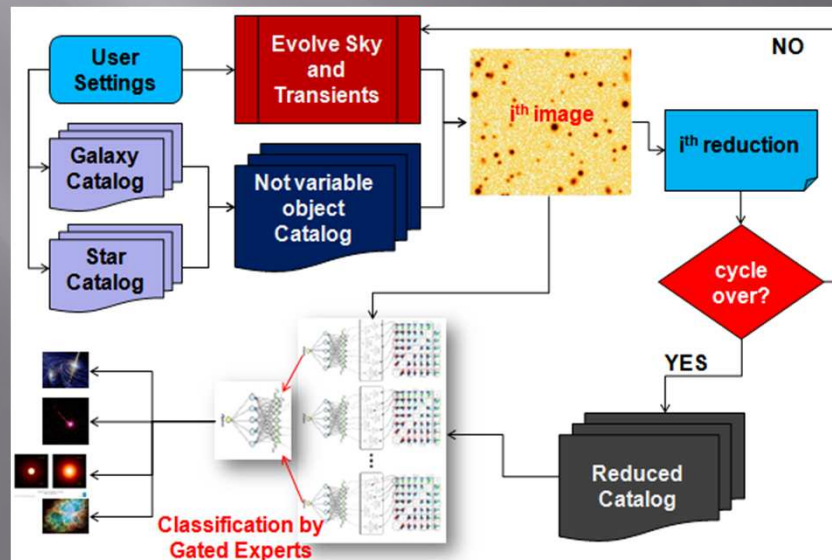 User
Settings
Evolve Sky
and
Transients
NO
iᵗʰ image
iᵗʰ reduction
Galaxy
Catalog
Not variable
object
Catalog
Star
Catalog
cycle
over?
YES
Reduced
Catalog
Classification by
Gated Experts